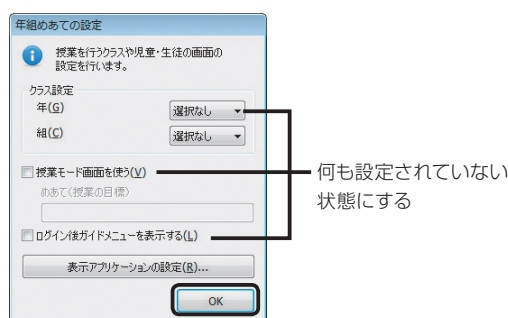 年組めあての設定
授業を行うクラスや児童・生徒の画面の
設定を行います。
クラス設定
年(G)
選択なし
組(C)
選択なし
授業モード画面を使う(V)
めあて(授業の目標)
ログイン後ガイドメニューを表示する(L)
表示アプリケーションの設定(R)...
OK
何も設定されていない
状態にする